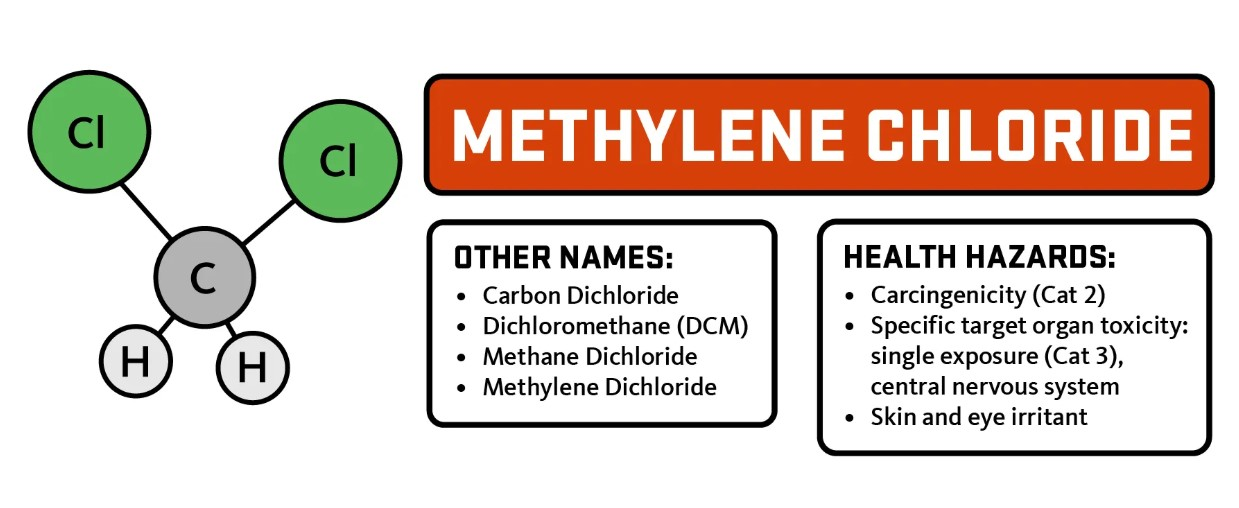 Cl
Cl
C
H
H
METHYLENE CHLORIDE
OTHER NAMES:
• Carbon Dichloride
• Dichloromethane (DCM)
• Methane Dichloride
• Methylene Dichloride
HEALTH HAZARDS:
• Carcingenicity (Cat 2)
• Specific target organ toxicity:
single exposure (Cat 3),
central nervous system
• Skin and eye irritant